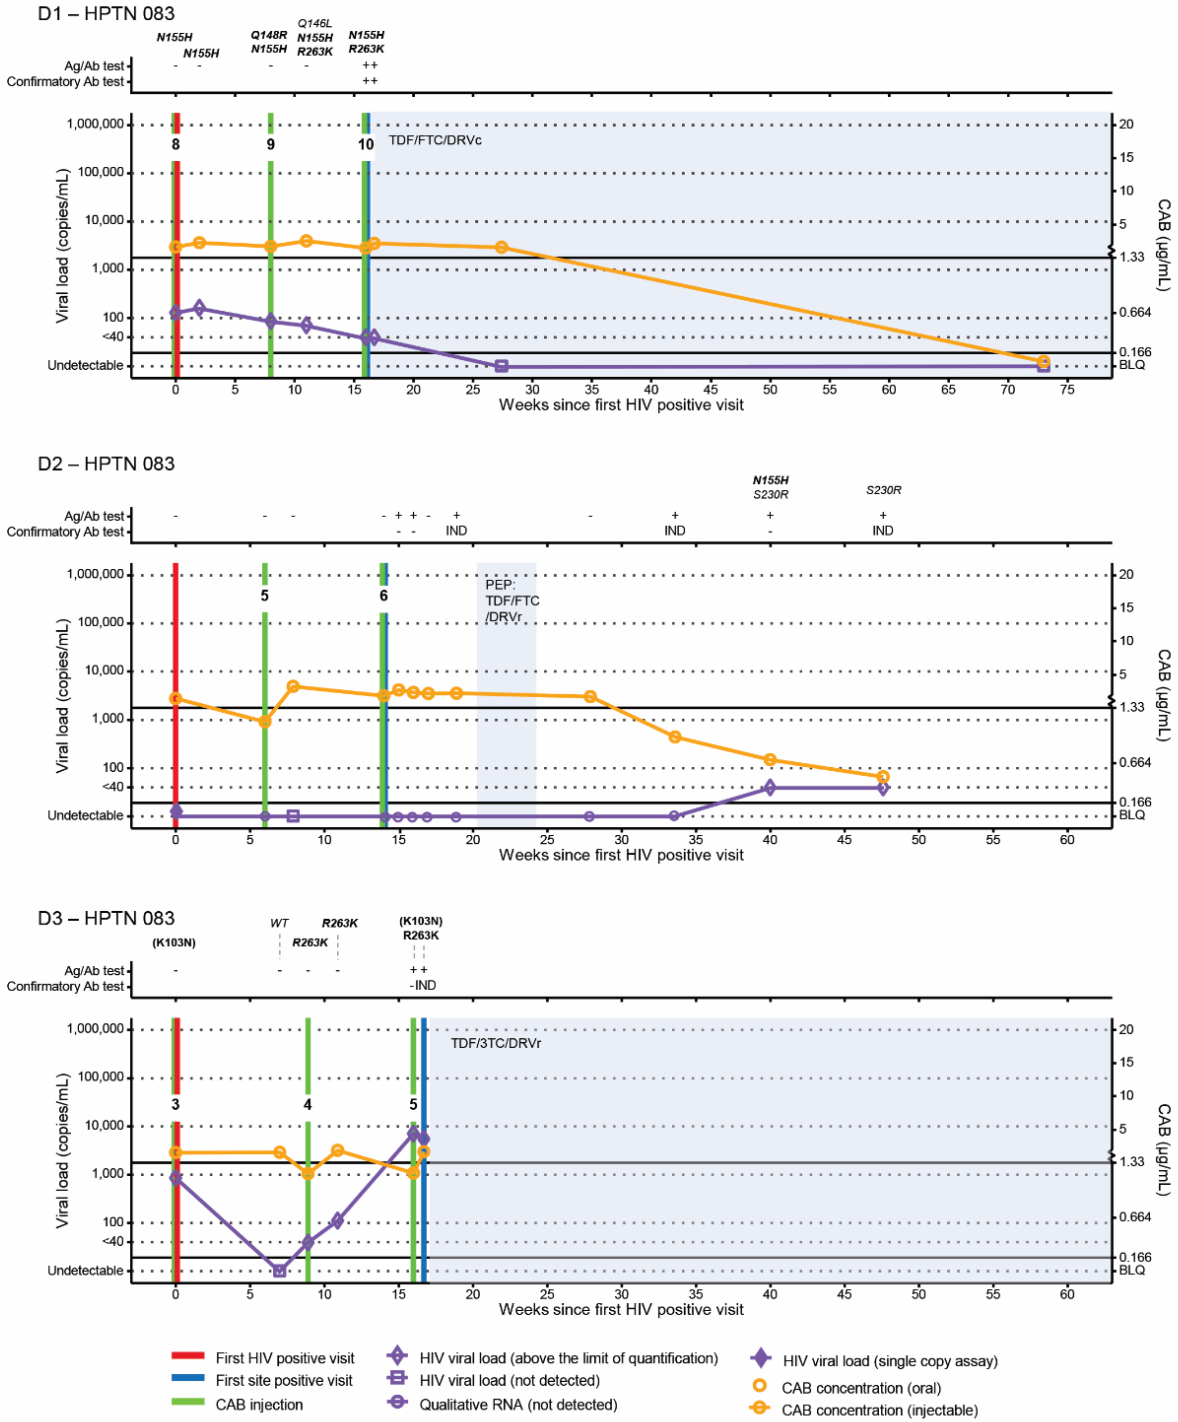 D1 – HPTN 083
N155H
N155H
Q148R
N155H
Q146L
N155H
R263K
N155H
R263K
Ag/Ab test - - - - ++
Confirmatory Ab test ++
1,000,000
100,000
10,000
1,000
100
<40
Undetectable
Viral load (copies/mL)
8 9 10
TDF/FTC/DRVc
20
15
10
5
1.33
0.664
0.166
BLQ
CAB (µg/mL)
0 5 10 15 20 25 30 35 40 45 50 55 60 65 70 75
Weeks since first HIV positive visit
D2 – HPTN 083
N155H
S230R
S230R
Ag/Ab test - - - - + + - + - + + +
Confirmatory Ab test - - IND IND - IND
1,000,000
100,000
10,000
1,000
100
<40
Undetectable
Viral load (copies/mL)
5 6
PEP:
TDF/FTC
/DRVr
20
15
10
5
1.33
0.664
0.166
BLQ
CAB (µg/mL)
0 5 10 15 20 25 30 35 40 45 50 55 60
Weeks since first HIV positive visit
D3 – HPTN 083
(K103N)
WT
R263K
R263K
(K103N)
R263K
Ag/Ab test - - - - ++
Confirmatory Ab test - IND
1,000,000
100,000
10,000
1,000
100
<40
Undetectable
Viral load (copies/mL)
3 4 5
TDF/3TC/DRVr
20
15
10
5
1.33
0.664
0.166
BLQ
CAB (µg/mL)
0 5 10 15 20 25 30 35 40 45 50 55 60
Weeks since first HIV positive visit
First HIV positive visit
First site positive visit
CAB injection
HIV viral load (above the limit of quantification)
HIV viral load (not detected)
Qualitative RNA (not detected)
HIV viral load (single copy assay)
CAB concentration (oral)
CAB concentration (injectable)